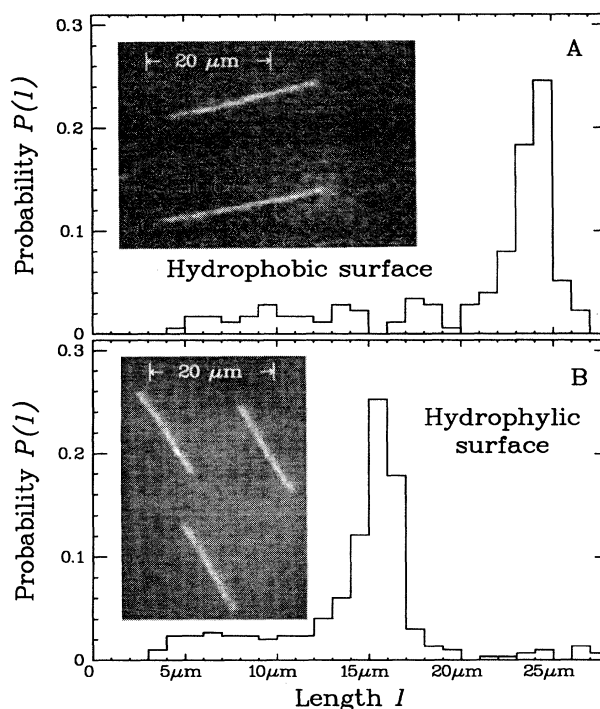 0.3
A
20 μm
0.2
Probability P(l)
0.1
Hydrophobic surface
0
0.3
B
20 μm
Hydrophylic
surface
0.2
Probability P(l)
0.1
0
0 5μm 10μm 15μm 20μm 25μm
Length l